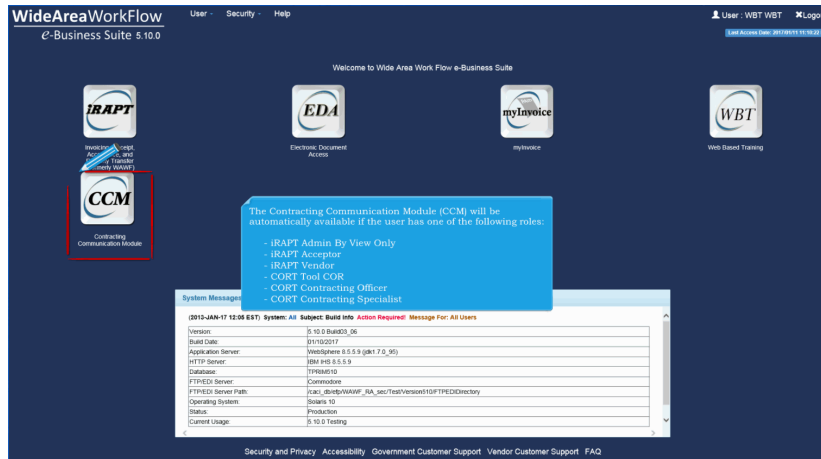 WideAreaWorkFlow
e-Business Suite 5.10.0
User
Security
Help
User : WBT WBT
Logo
Last Access Date: 2017/01/11 11:10:22
Welcome to Wide Area Work Flow e-Business Suite
iRAPT
EDA
myInvoice
WBT
Electronic Document
Access
myInvoice
Web Based Training
Transfer
WAWF)
CCM
Contracting
Communication Module
The Contracting Communication Module (CCM) will be
automatically available if the user has one of the following roles:
- iRAPT Admin By View Only
- iRAPT Acceptor
- iRAPT Vendor
- CORT Tool COR
- CORT Contracting Officer
- CORT Contracting Specialist
System Messages
(2013-JAN-17 12:05 EST) System: All Subject: Build Info Action Required! Message For: All Users
Version: 5.10.0 Build03_06
Build Date: 01/10/2017
Application Server: WebSphere 8.5.5.9 (jdk1.7.0_95)
HTTP Server: IBM IHS 8.5.5.9
Database: TPRIM510
FTP/EDI Server: Commodore
FTP/EDI Server Path: /caci_db/efp/WAWF_RA_sec/Test/Version510/FTPEDIDirectory
Operating System: Solaris 10
Status: Production
Current Usage: 5.10.0 Testing
Security and Privacy Accessibility Government Customer Support Vendor Customer Support FAQ